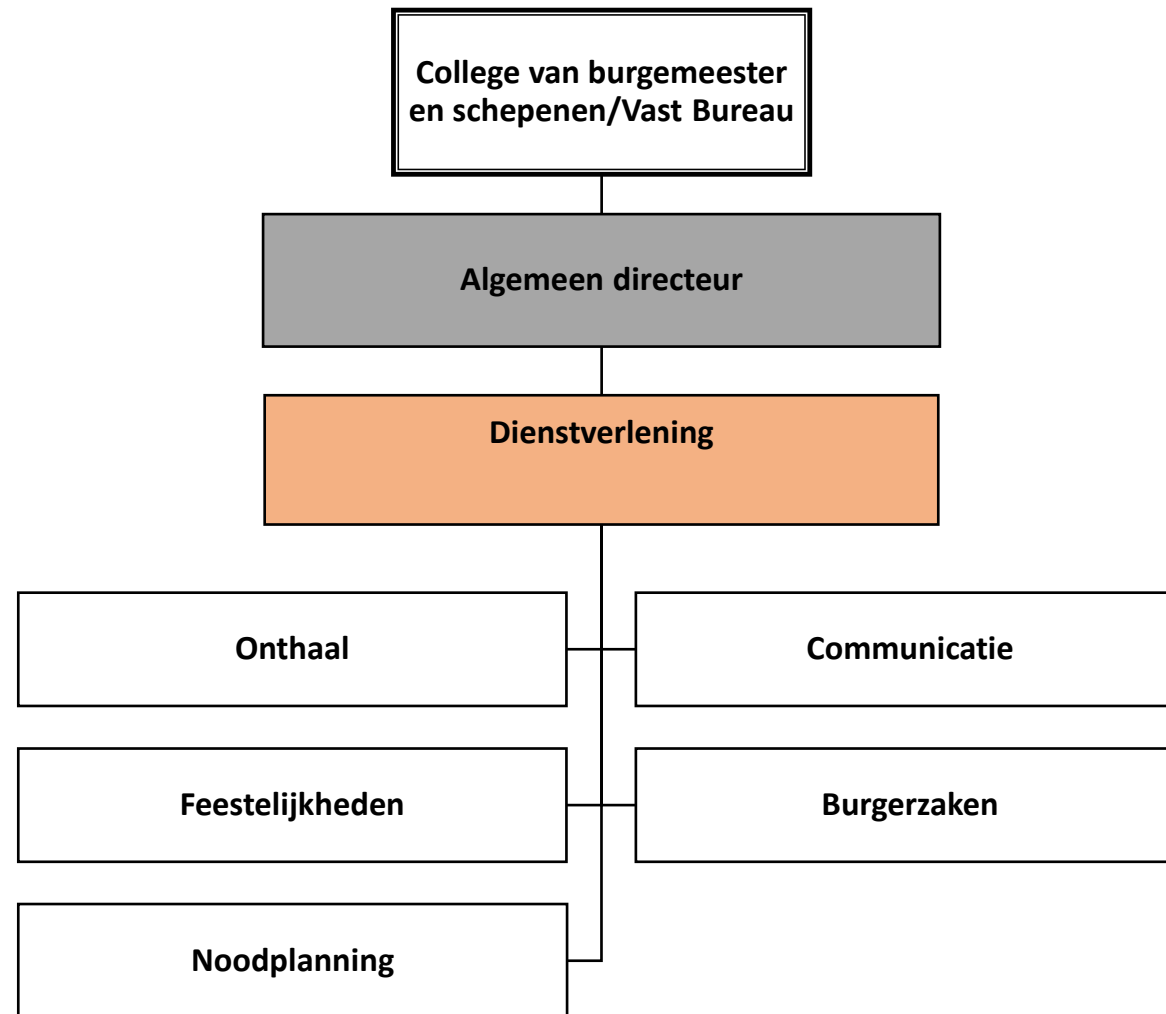 College van burgemeester
en schepenen/Vast Bureau
Algemeen directeur
Dienstverlening
Onthaal
Communicatie
Feestelijkheden
Burgerzaken
Noodplanning